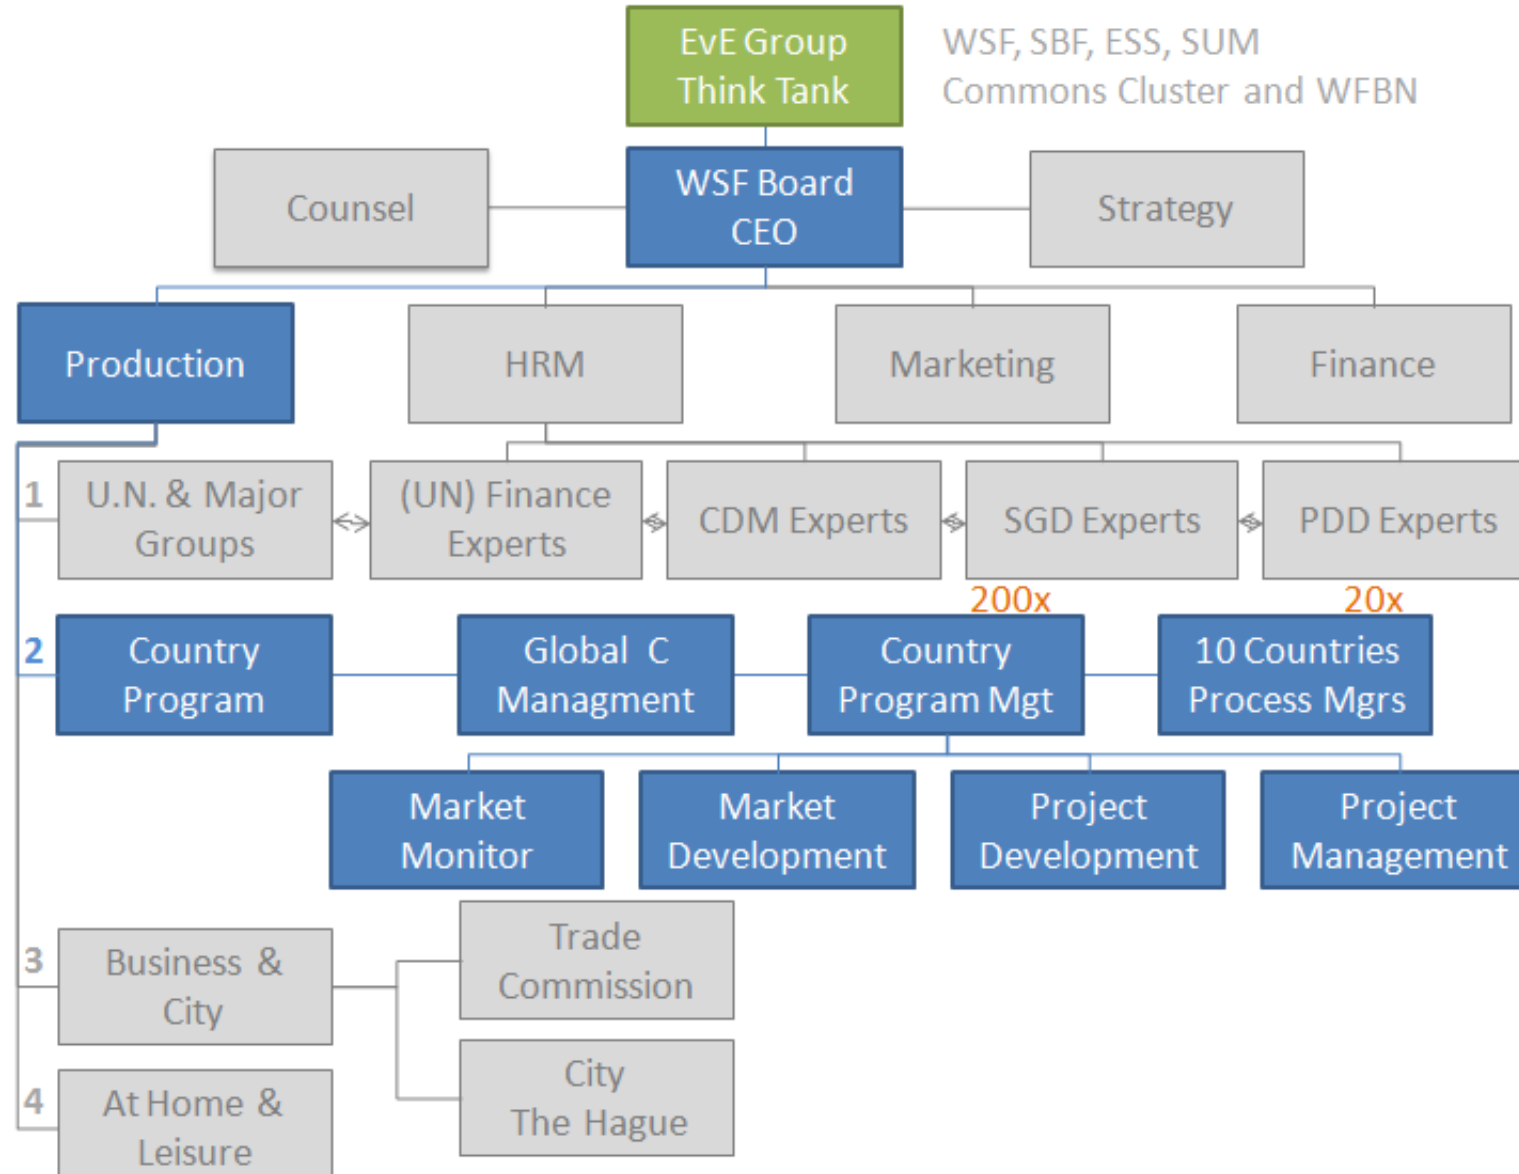 EvE Group
Think Tank
WSF, SBF, ESS, SUM
Commons Cluster and WFBN
Counsel
WSF Board
CEO
Strategy
Production
HRM
Marketing
Finance
1
U.N. & Major
Groups
(UN) Finance
Experts
CDM Experts
SGD Experts
PDD Experts
200x
20x
2
Country
Program
Global C
Managment
Country
Program Mgt
10 Countries
Process Mgrs
Market
Monitor
Market
Development
Project
Development
Project
Management
3
Business &
City
Trade
Commission
City
The Hague
4
At Home &
Leisure